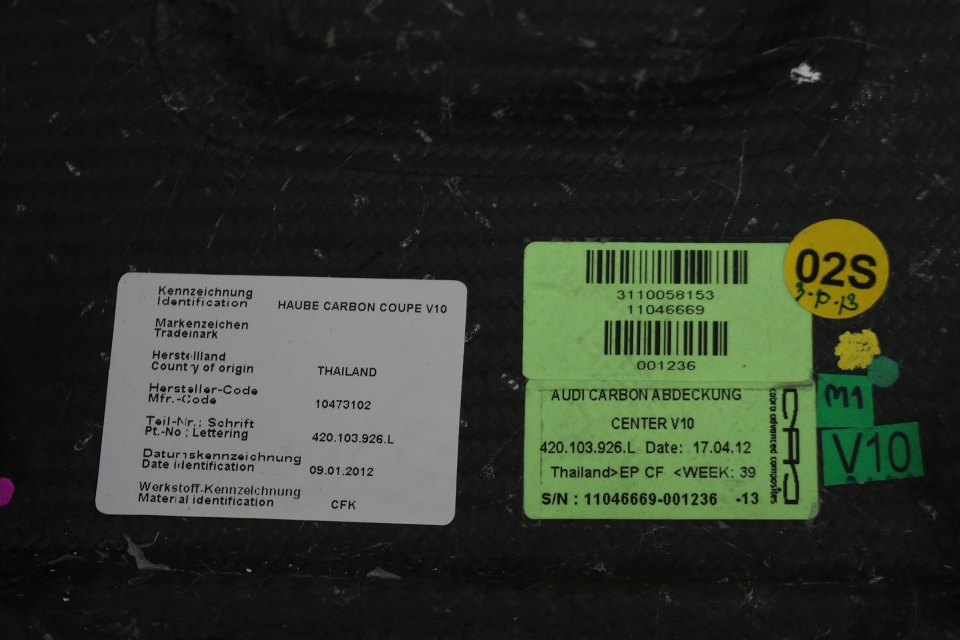 Kennzeichnung
Identification
HAUBE CARBON COUPE V10
Markenzeichen
Trademark
Herstellland
Country of origin
THAILAND
Hersteller-Code
Mfr.-Code
10473102
Teil-Nr.: Schrift
Pt.-No: Lettering
420.103.926.L
Datumskennzeichnung
Date identification
09.01.2012
Werkstoff-Kennzeichnung
Material identification
CFK
3110058153
11046669
001236
AUDI CARBON ABDECKUNG
CENTER V10
420.103.926.L Date: 17.04.12
Thailand>EP CF <WEEK: 39
S/N : 11046669-001236 -13
copro advanced composites
02S
M1
V10